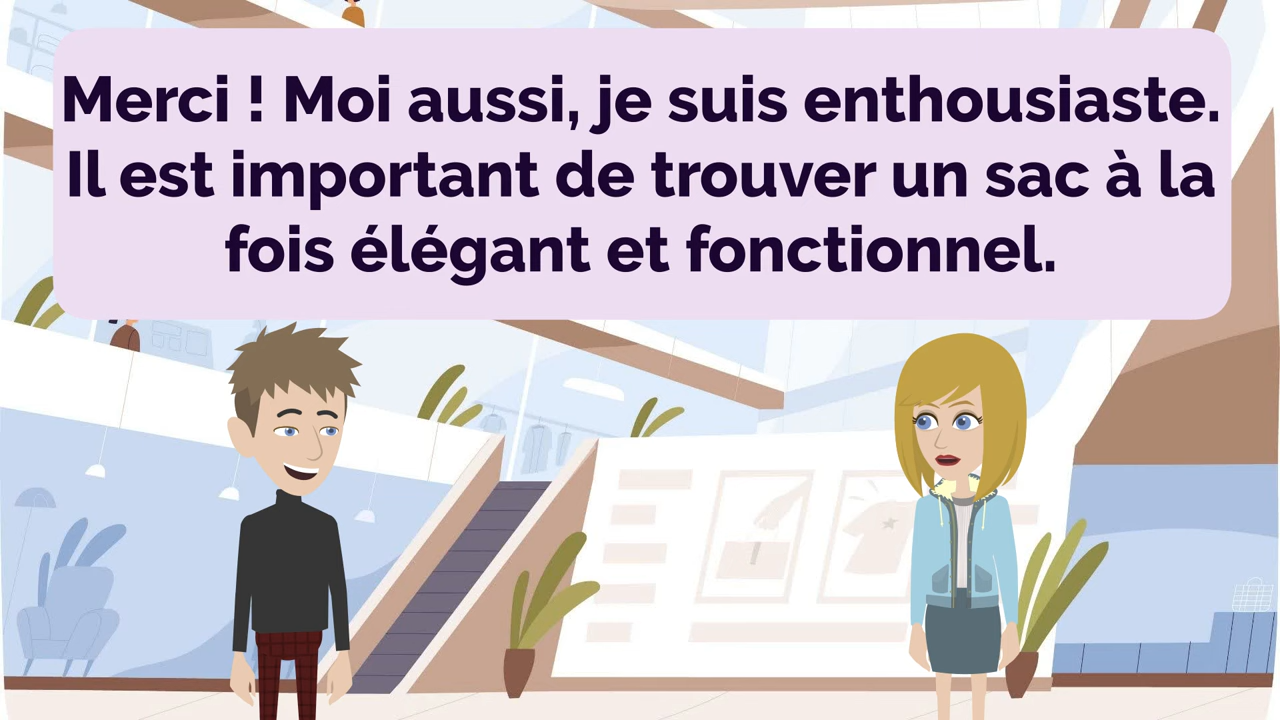 Merci ! Moi aussi, je suis enthousiaste.
Il est important de trouver un sac à la
fois élégant et fonctionnel.